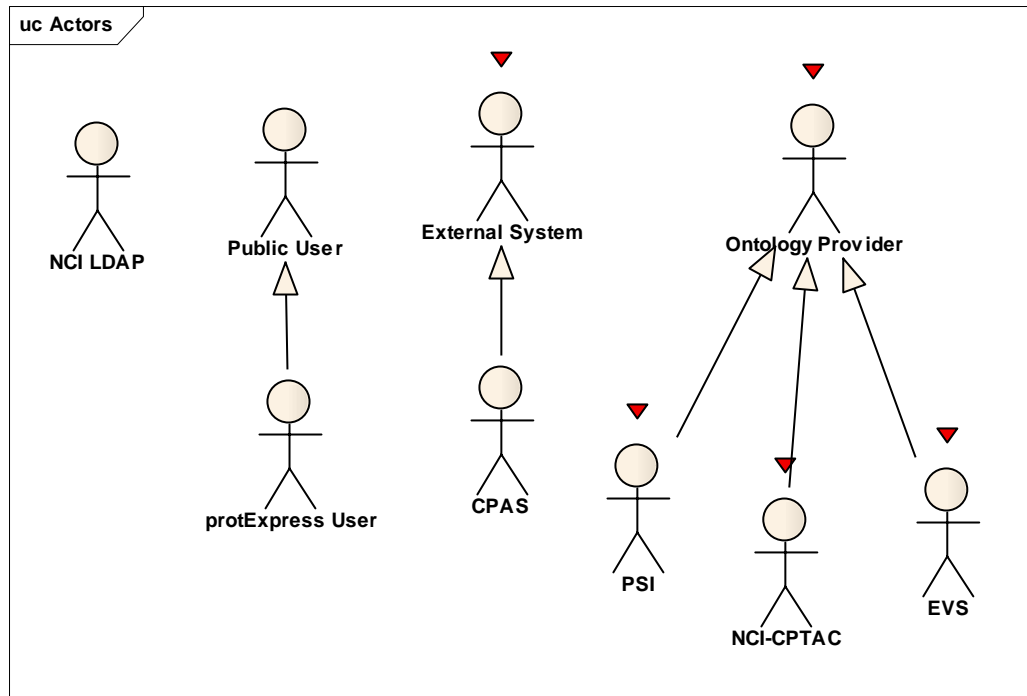 uc Actors
NCI LDAP
Public User
External System
Ontology Provider
protExpress User
CPAS
PSI
NCI-CPTAC
EVS